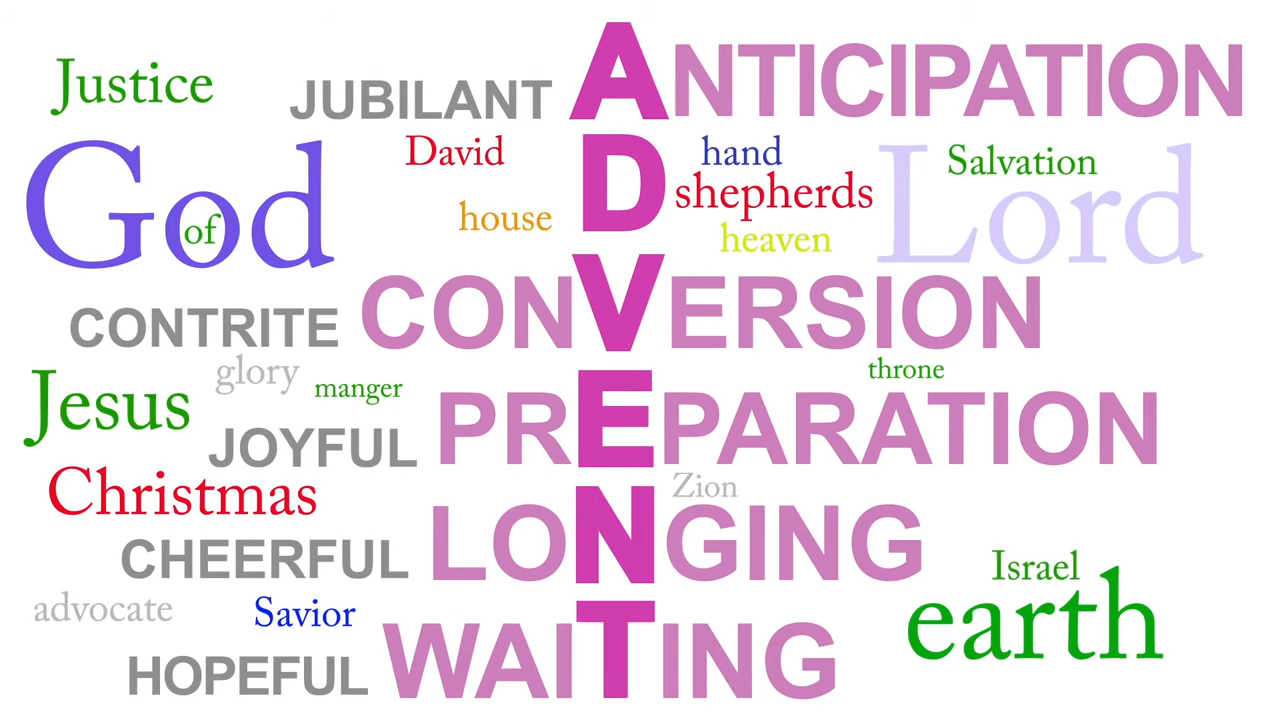 Justice
JUBILANT ANTICIPATION
David
hand
Salvation
God
of
house
shepherds
heaven
Lord
D
CONTRITE CONVERSION
glory
manger
throne
Jesus
JOYFUL PREPARATION
Christmas
Zion
CHEERFUL LONGING
Israel
advocate
Savior
earth
HOPEFUL WAITING